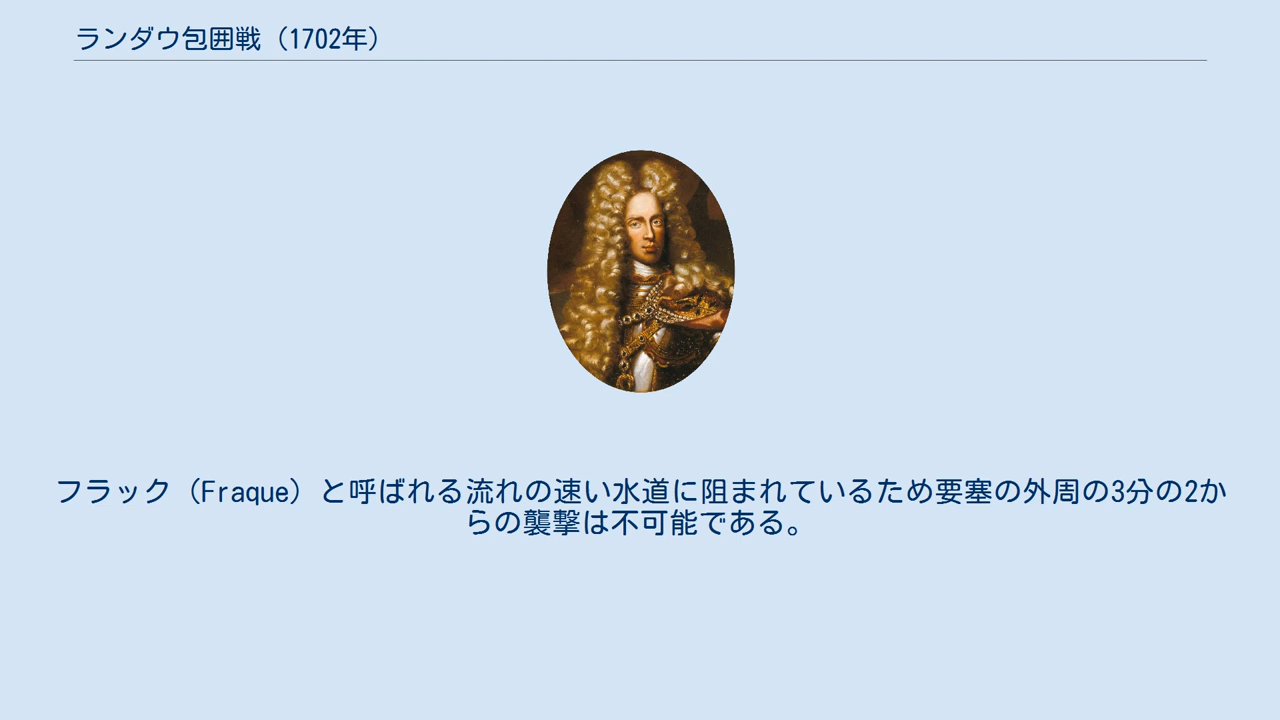 ランダウ包囲戦（1702年）
フラック（Fraque）と呼ばれる流れの速い水道に阻まれているため要塞の外周の3分の2か
らの襲撃は不可能である。